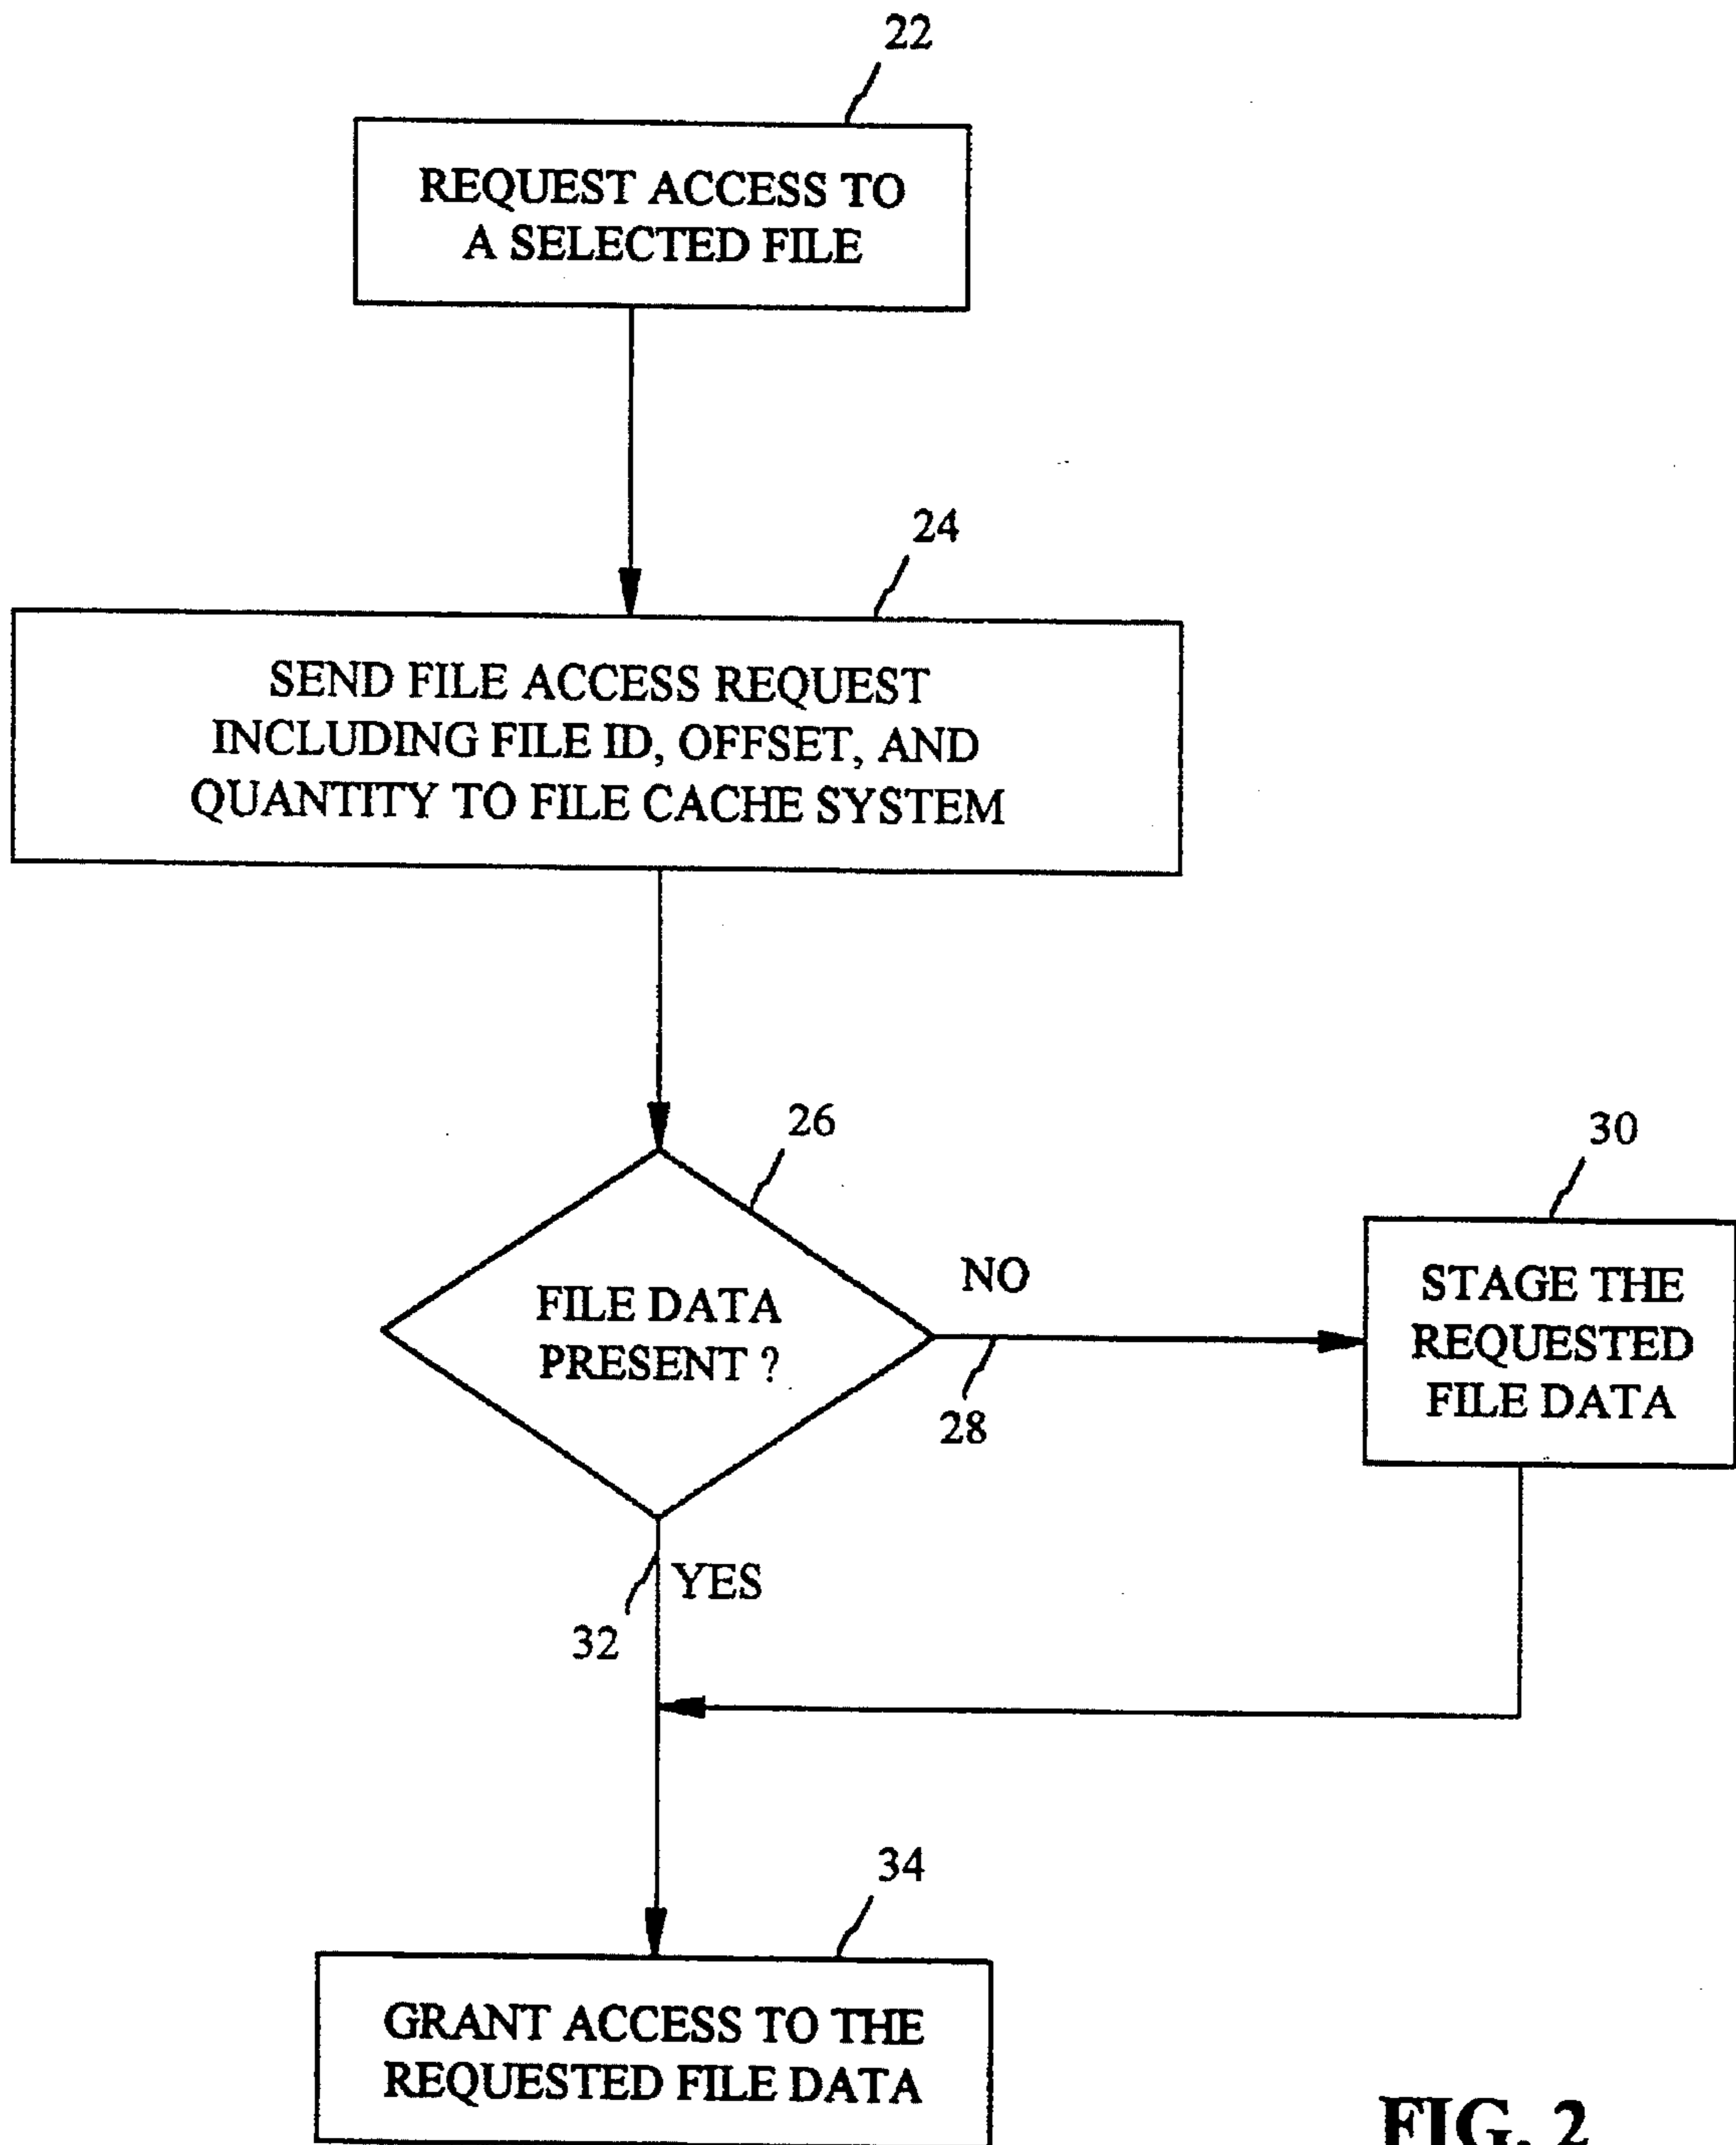 22
REQUEST ACCESS TO
A SELECTED FILE
24
SEND FILE ACCESS REQUEST
INCLUDING FILE ID, OFFSET, AND
QUANTITY TO FILE CACHE SYSTEM
26
FILE DATA
PRESENT ?
NO
28
30
STAGE THE
REQUESTED
FILE DATA
YES
32
34
GRANT ACCESS TO THE
REQUESTED FILE DATA
FIG. 2